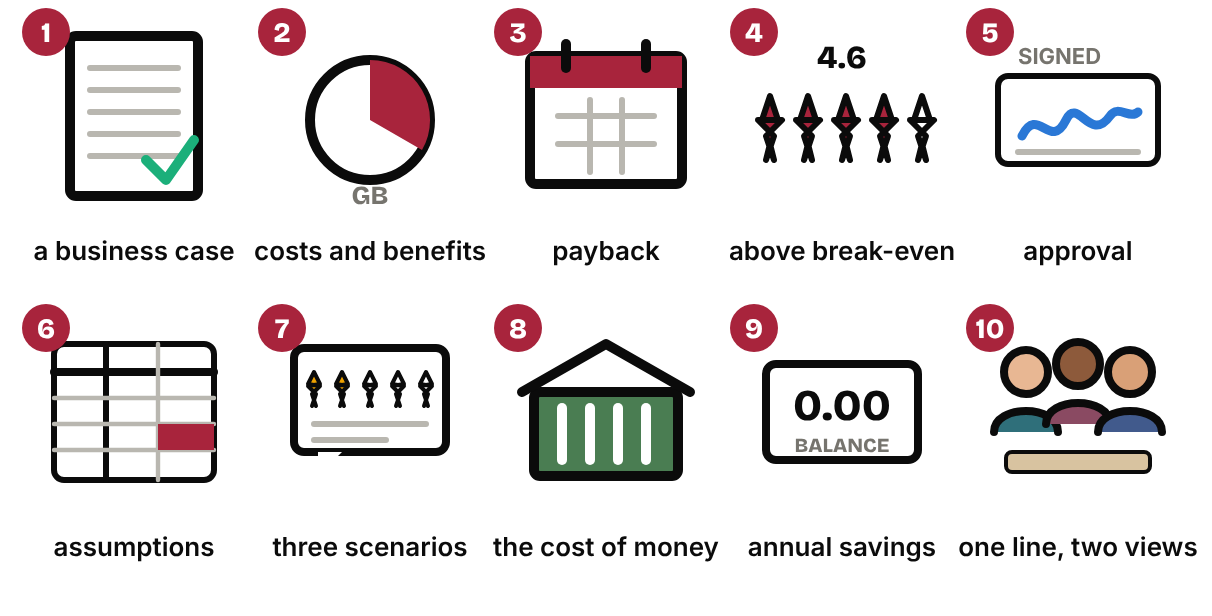 1
2
3
4
5
4.6
SIGNED
GB
a business case
costs and benefits
payback
above break-even
approval
6
7
8
9
10
0.00
BALANCE
assumptions
three scenarios
the cost of money
annual savings
one line, two views